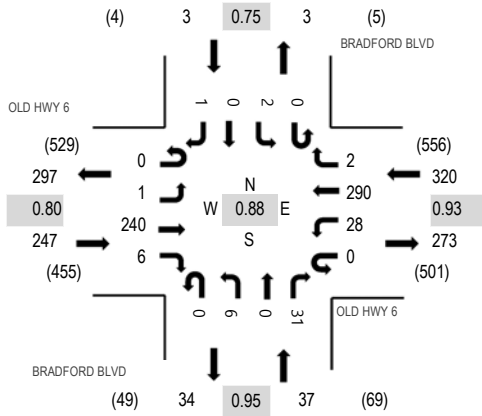 (4) 3 0.75 3 (5)
BRADFORD BLVD
1 0 2 0
OLD HWY 6
(529) (556)
297 0 2 320
0.80 1 N 290 0.93
W 0.88 E
247 240 S 28 273
(455) 6 0 (501)
0 6 0 31
OLD HWY 6
BRADFORD BLVD
(49) 34 0.95 37 (69)